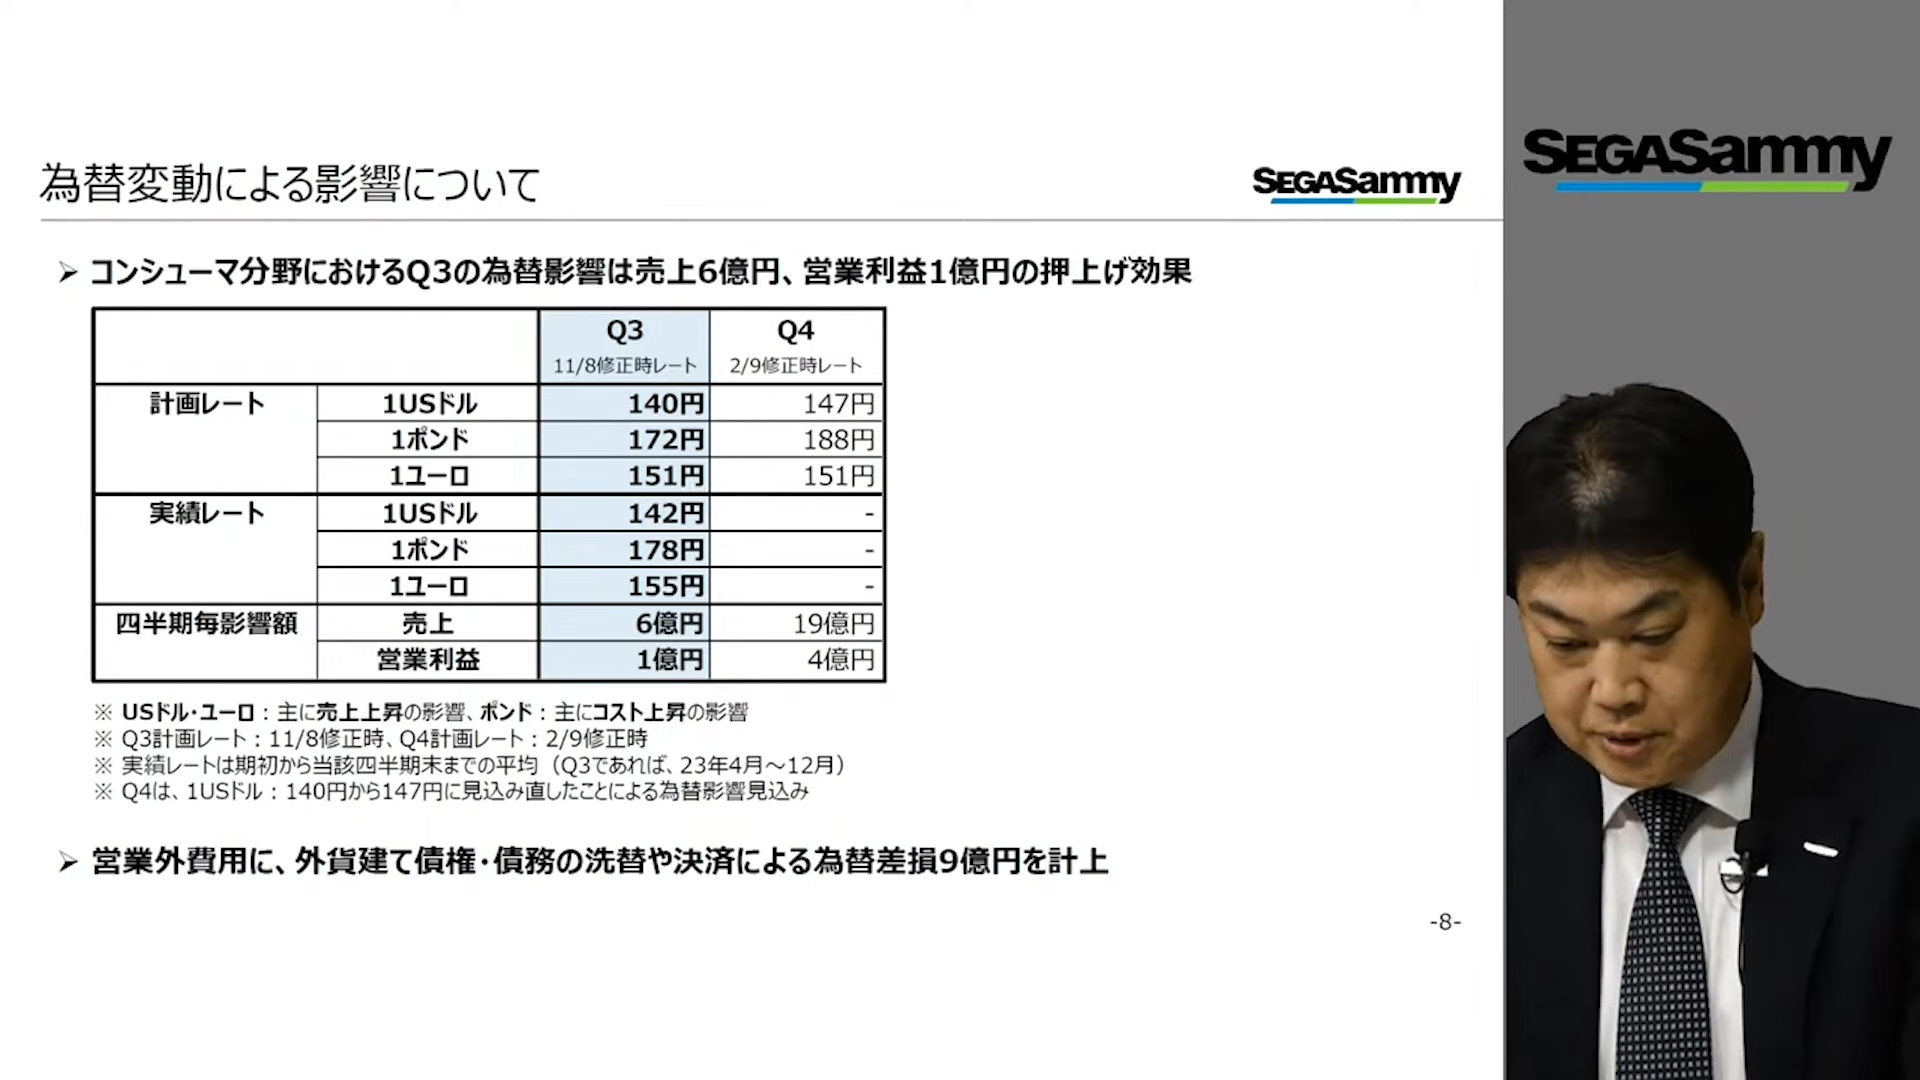 為替変動による影響について
SEGASammy
SEGASammy
➢ コンシューマ分野におけるQ3の為替影響は売上6億円、営業利益1億円の押上げ効果
Q3 Q4
11/8修正時レート 2/9修正時レート
計画レート 1USドル 140円 147円
1ポンド 172円 188円
1ユーロ 151円 151円
実績レート 1USドル 142円 -
1ポンド 178円 -
1ユーロ 155円 -
四半期毎影響額 売上 6億円 19億円
営業利益 1億円 4億円
※ USドル・ユーロ：主に売上上昇の影響、ポンド：主にコスト上昇の影響
※ Q3計画レート：11/8修正時、Q4計画レート：2/9修正時
※ 実績レートは期初から当該四半期末までの平均（Q3であれば、23年4月～12月）
※ Q4は、1USドル：140円から147円に見込み直したことによる為替影響見込み
➢ 営業外費用に、外貨建て債権・債務の洗替や決済による為替差損9億円を計上
-8-